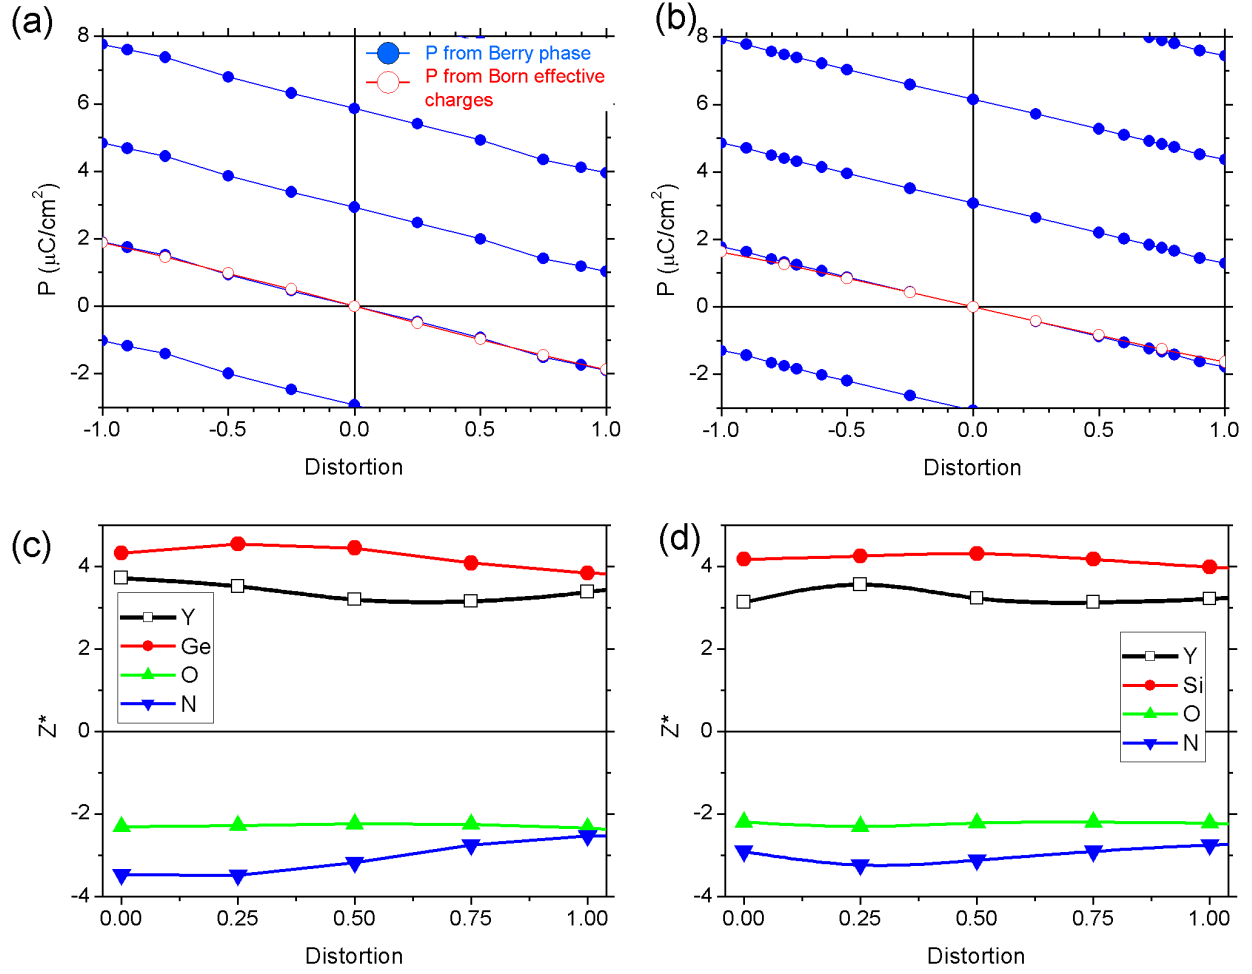 (a)
8
6
4
2
0
-2
P (μC/cm²)
P from Berry phase
P from Born effective
charges
-1.0 -0.5 0.0 0.5 1.0
Distortion
(b)
8
6
4
2
0
-2
P (μC/cm²)
-1.0 -0.5 0.0 0.5 1.0
Distortion
(c)
4
2
0
-2
-4
Z*
Y
Ge
O
N
0.00 0.25 0.50 0.75 1.00
Distortion
(d)
4
2
0
-2
-4
Z*
Y
Si
O
N
0.00 0.25 0.50 0.75 1.00
Distortion